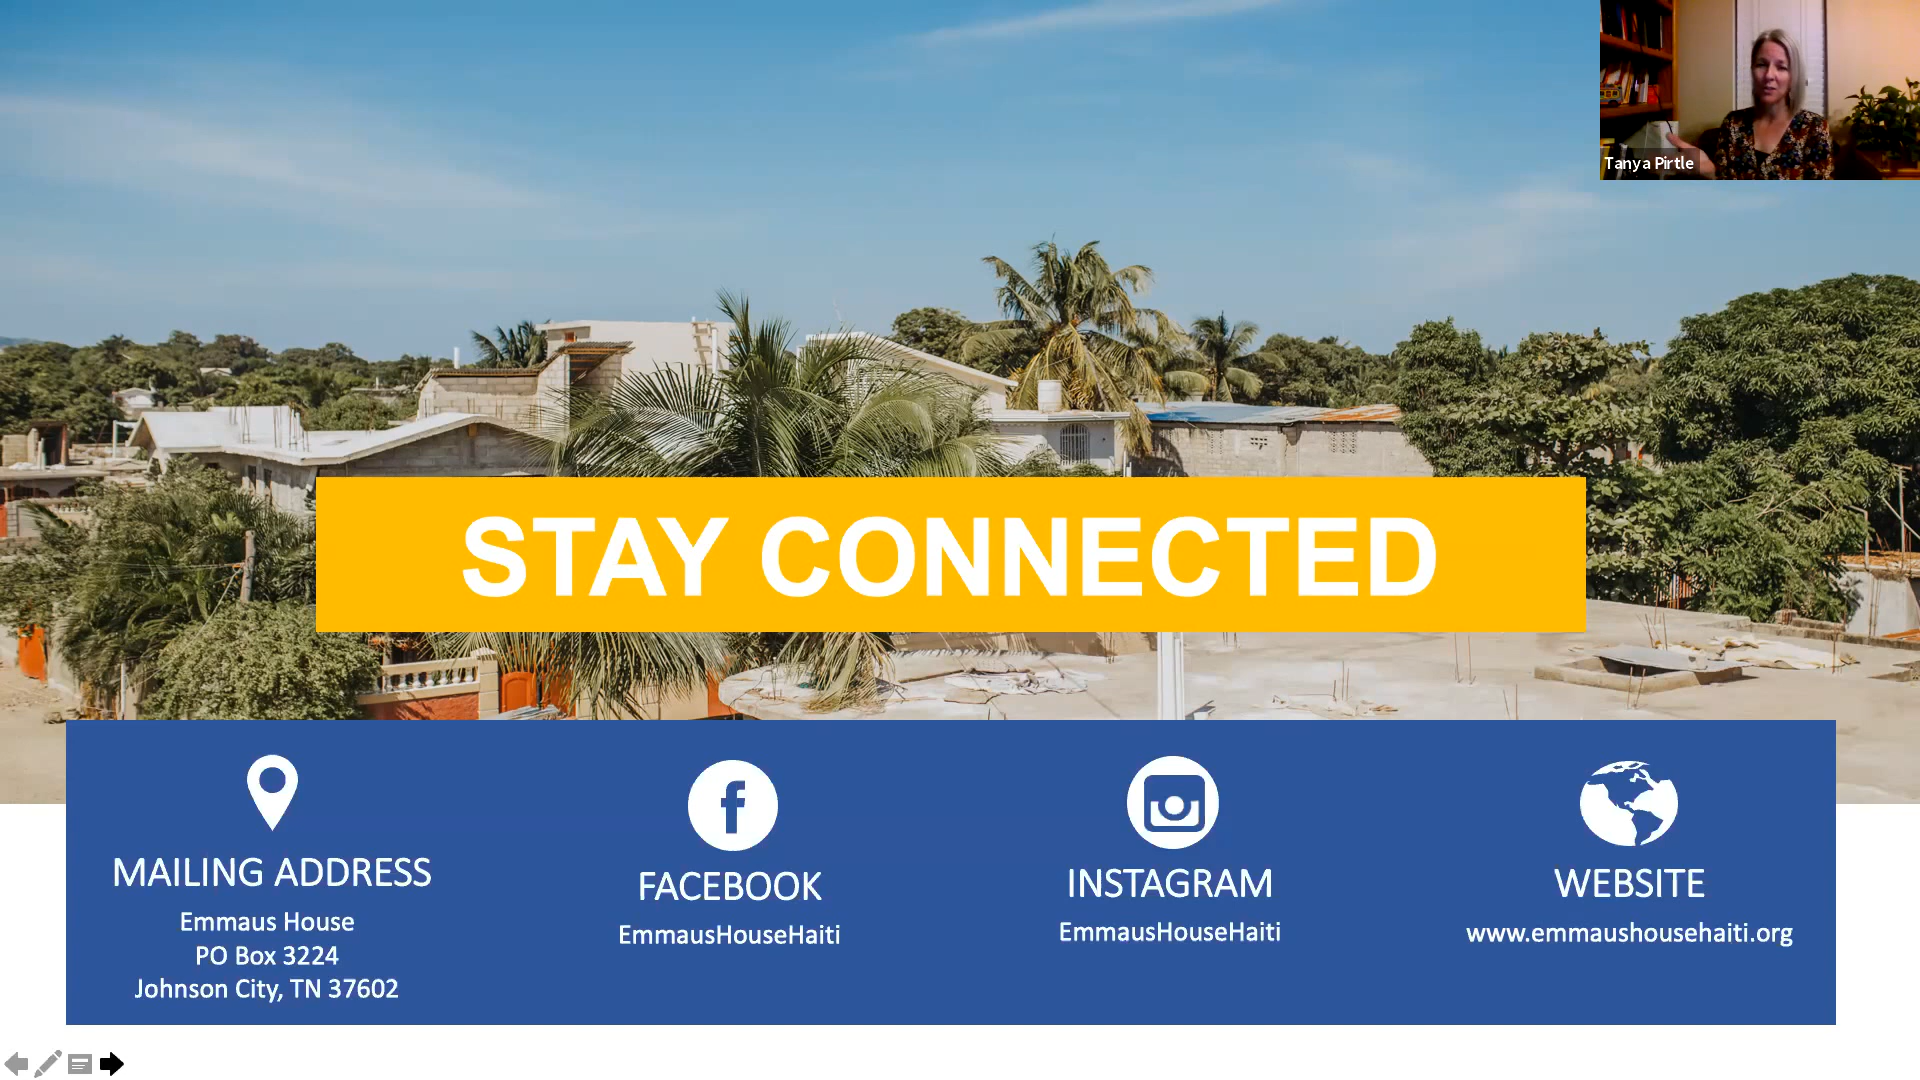 Tanya Pirtle
STAY CONNECTED
MAILING ADDRESS
Emmaus House
PO Box 3224
Johnson City, TN 37602
FACEBOOK
EmmausHouseHaiti
INSTAGRAM
EmmausHouseHaiti
WEBSITE
www.emmaushousehaiti.org